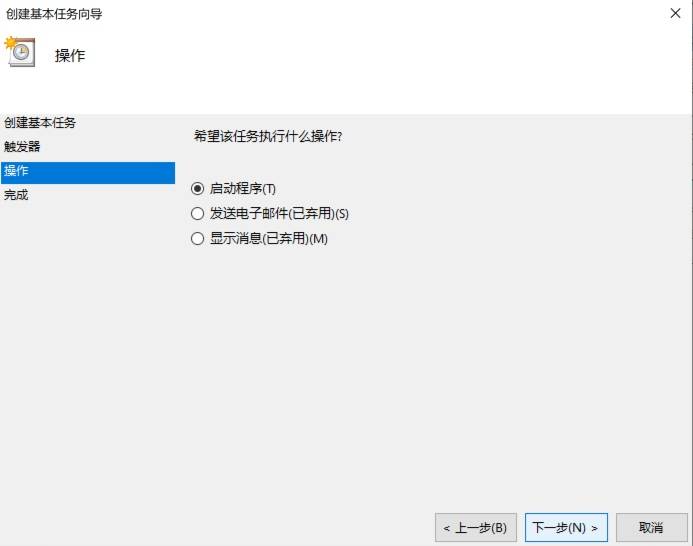 创建基本任务向导
操作
创建基本任务
触发器
操作
完成
希望该任务执行什么操作?
启动程序(T)
发送电子邮件(已弃用)(S)
显示消息(已弃用)(M)
< 上一步(B)
下一步(N) >
取消